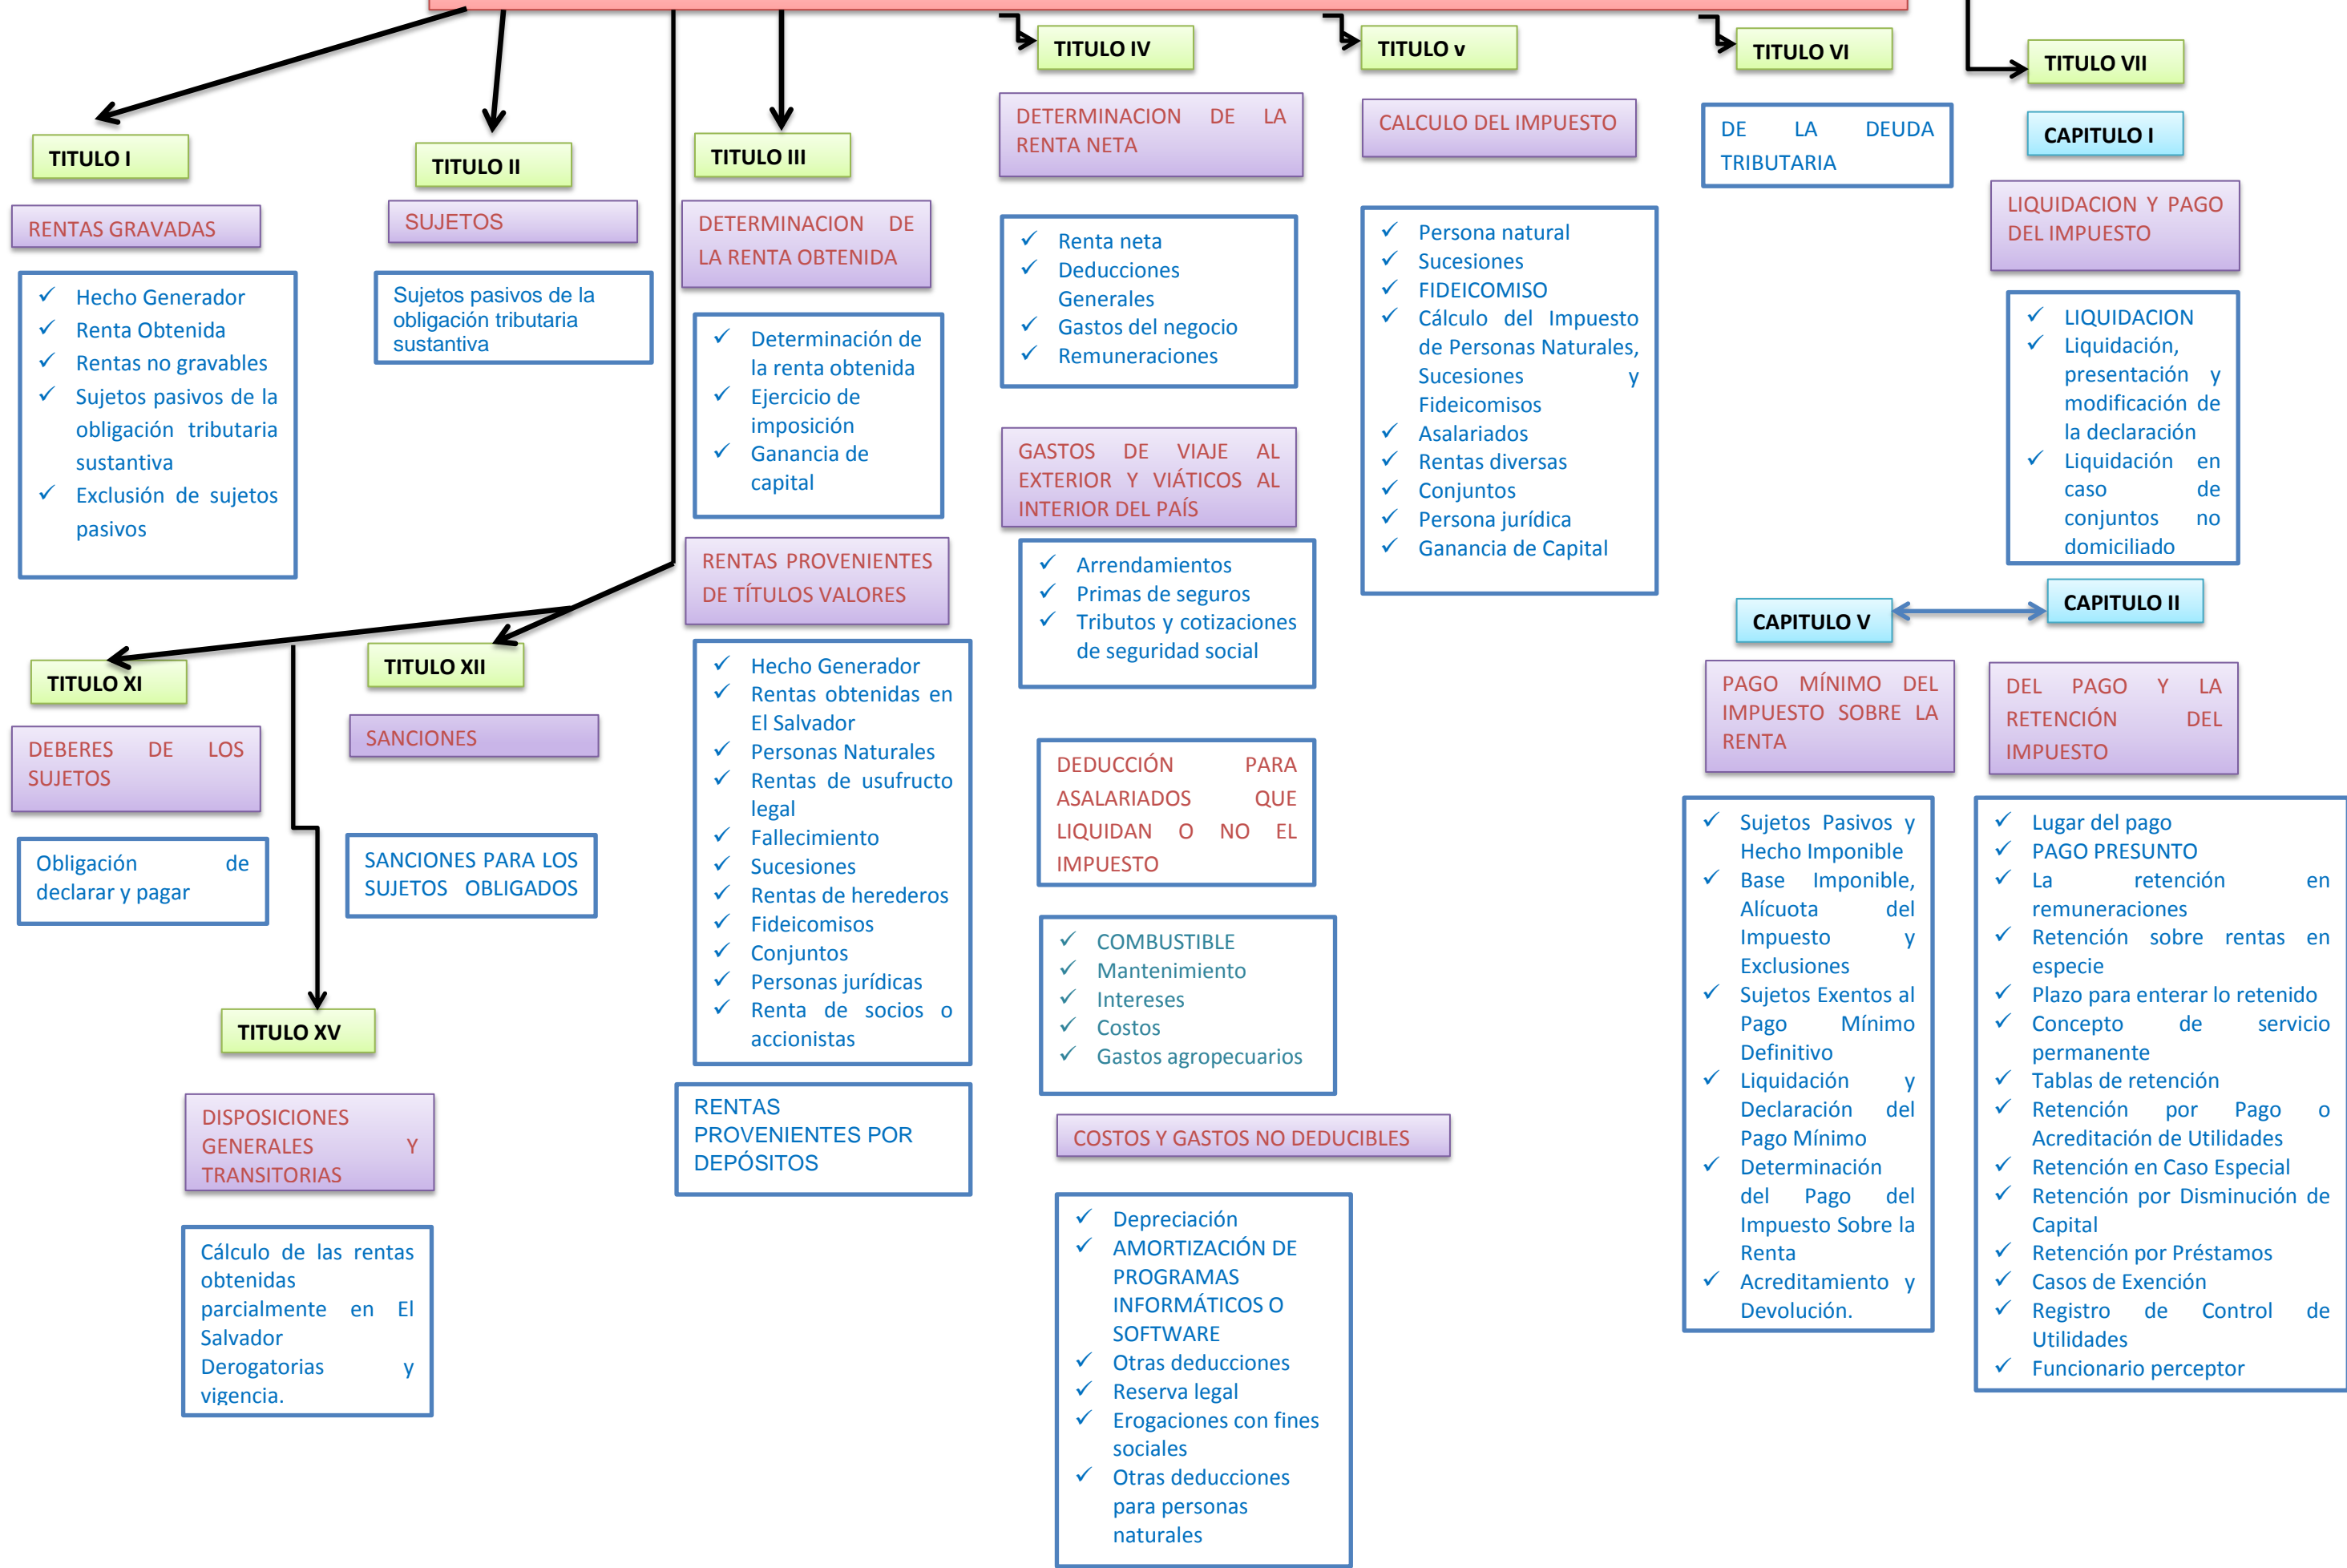 TITULO I
RENTAS GRAVADAS
✓ Hecho Generador
✓ Renta Obtenida
✓ Rentas no gravables
✓ Sujetos pasivos de la
obligación tributaria
sustantiva
✓ Exclusión de sujetos
pasivos
TITULO II
SUJETOS
Sujetos pasivos de la
obligación tributaria
sustantiva
TITULO III
DETERMINACION DE
LA RENTA OBTENIDA
✓ Determinación de
la renta obtenida
✓ Ejercicio de
imposición
✓ Ganancia de
capital
RENTAS PROVENIENTES
DE TÍTULOS VALORES
✓ Hecho Generador
✓ Rentas obtenidas en
El Salvador
✓ Personas Naturales
✓ Rentas de usufructo
legal
✓ Fallecimiento
✓ Sucesiones
✓ Rentas de herederos
✓ Fideicomisos
✓ Conjuntos
✓ Personas jurídicas
✓ Renta de socios o
accionistas
RENTAS
PROVENIENTES POR
DEPÓSITOS
TITULO IV
DETERMINACION DE LA
RENTA NETA
✓ Renta neta
✓ Deducciones
Generales
✓ Gastos del negocio
✓ Remuneraciones
GASTOS DE VIAJE AL
EXTERIOR Y VIÁTICOS AL
INTERIOR DEL PAÍS
✓ Arrendamientos
✓ Primas de seguros
✓ Tributos y cotizaciones
de seguridad social
DEDUCCIÓN PARA
ASALARIADOS QUE
LIQUIDAN O NO EL
IMPUESTO
✓ COMBUSTIBLE
✓ Mantenimiento
✓ Intereses
✓ Costos
✓ Gastos agropecuarios
COSTOS Y GASTOS NO DEDUCIBLES
✓ Depreciación
✓ AMORTIZACIÓN DE
PROGRAMAS
INFORMÁTICOS O
SOFTWARE
✓ Otras deducciones
✓ Reserva legal
✓ Erogaciones con fines
sociales
✓ Otras deducciones
para personas
naturales
TITULO v
CALCULO DEL IMPUESTO
✓ Persona natural
✓ Sucesiones
✓ FIDEICOMISO
✓ Cálculo del Impuesto
de Personas Naturales,
Sucesiones y
Fideicomisos
✓ Asalariados
✓ Rentas diversas
✓ Conjuntos
✓ Persona jurídica
✓ Ganancia de Capital
TITULO VI
DE LA DEUDA
TRIBUTARIA
TITULO VII
CAPITULO I
LIQUIDACION Y PAGO
DEL IMPUESTO
✓ LIQUIDACION
✓ Liquidación,
presentación y
modificación de
la declaración
✓ Liquidación en
caso de
conjuntos no
domiciliado
CAPITULO V
PAGO MÍNIMO DEL
IMPUESTO SOBRE LA
RENTA
✓ Sujetos Pasivos y
Hecho Imponible
✓ Base Imponible,
Alícuota del
Impuesto y
Exclusiones
✓ Sujetos Exentos al
Pago Mínimo
Definitivo
✓ Liquidación y
Declaración del
Pago Mínimo
✓ Determinación
del Pago del
Impuesto Sobre la
Renta
✓ Acreditamiento y
Devolución.
CAPITULO II
DEL PAGO Y LA
RETENCIÓN DEL
IMPUESTO
✓ Lugar del pago
✓ PAGO PRESUNTO
✓ La retención en
remuneraciones
✓ Retención sobre rentas en
especie
✓ Plazo para enterar lo retenido
✓ Concepto de servicio
permanente
✓ Tablas de retención
✓ Retención por Pago o
Acreditación de Utilidades
✓ Retención en Caso Especial
✓ Retención por Disminución de
Capital
✓ Retención por Préstamos
✓ Casos de Exención
✓ Registro de Control de
Utilidades
✓ Funcionario perceptor
TITULO XI
DEBERES DE LOS
SUJETOS
Obligación de
declarar y pagar
TITULO XII
SANCIONES
SANCIONES PARA LOS
SUJETOS OBLIGADOS
TITULO XV
DISPOSICIONES
GENERALES Y
TRANSITORIAS
Cálculo de las rentas
obtenidas
parcialmente en El
Salvador
Derogatorias y
vigencia.